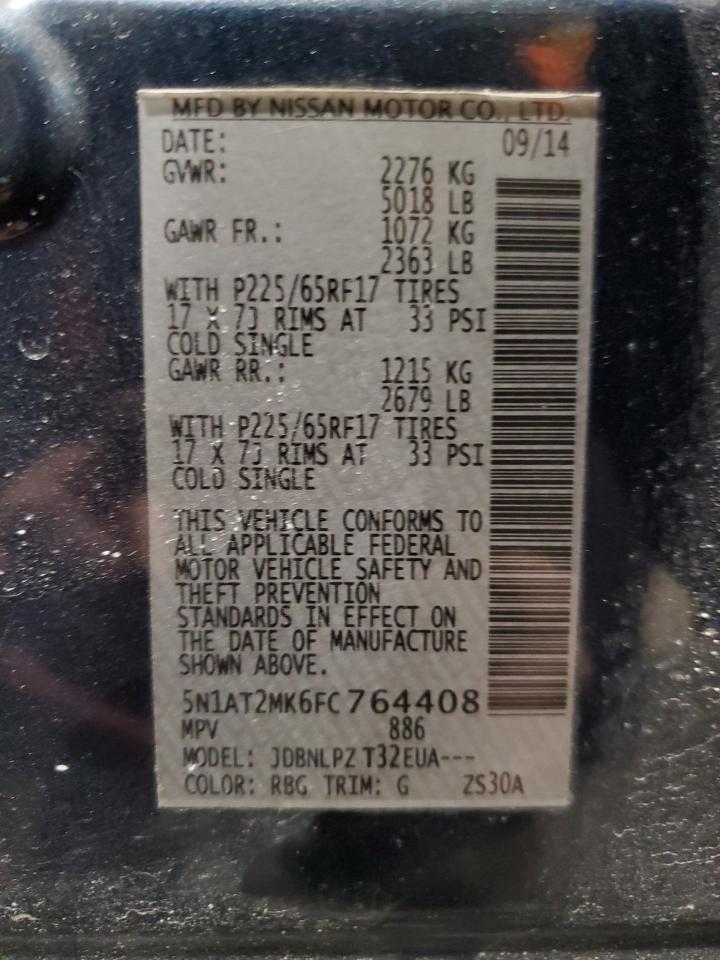 MFD BY NISSAN MOTOR CO., LTD.
DATE: 09/14
GVWR: 2276 KG
5018 LB
GAWR FR.: 1072 KG
2363 LB
WITH P225/65RF17 TIRES
17 X 7J RIMS AT 33 PSI
COLD SINGLE
GAWR RR.: 1215 KG
2679 LB
WITH P225/65RF17 TIRES
17 X 7J RIMS AT 33 PSI
COLD SINGLE
THIS VEHICLE CONFORMS TO
ALL APPLICABLE FEDERAL
MOTOR VEHICLE SAFETY AND
THEFT PREVENTION
STANDARDS IN EFFECT ON
THE DATE OF MANUFACTURE
SHOWN ABOVE.
5N1AT2MK6FC764408
MPV 886
MODEL: JDBNLPZ T32EUA---
COLOR: RBG TRIM: G ZS30A